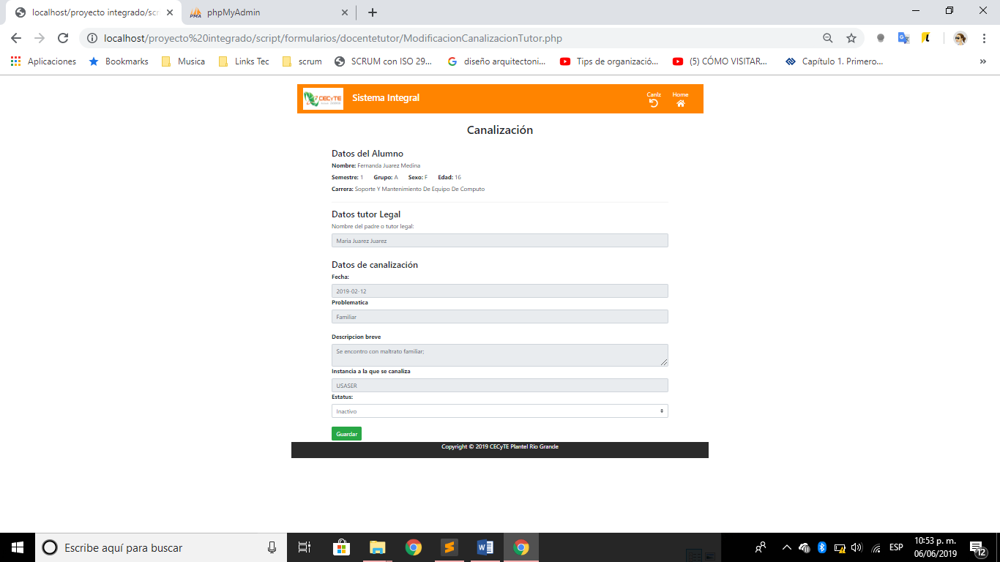 localhost/proyecto integrado/scr
phpMyAdmin
localhost/proyecto%20integrado/script/formularios/docentetutor/ModificacionCanalizacionTutor.php
Aplicaciones Bookmarks Musica Links Tec scrum SCRUM con ISO 29... diseño arquitectoni... Tips de organizació... (5) CÓMO VISITAR... Capítulo 1. Primero... »
CECyTE Sistema Integral Canlz Home
Canalización
Datos del Alumno
Nombre: Fernanda Juarez Medina
Semestre: 1 Grupo: A Sexo: F Edad: 16
Carrera: Soporte Y Mantenimiento De Equipo De Computo
Datos tutor Legal
Nombre del padre o tutor legal:
Maria Juarez Juarez
Datos de canalización
Fecha:
2019-02-12
Problematica
Familiar
Descripcion breve
Se encontro con maltrato familiar;
Instancia a la que se canaliza
USASER
Estatus:
Inactivo
Guardar
Copyright © 2019 CECyTE Plantel Río Grande
Escribe aquí para buscar
ESP
10:53 p. m.
06/06/2019
12